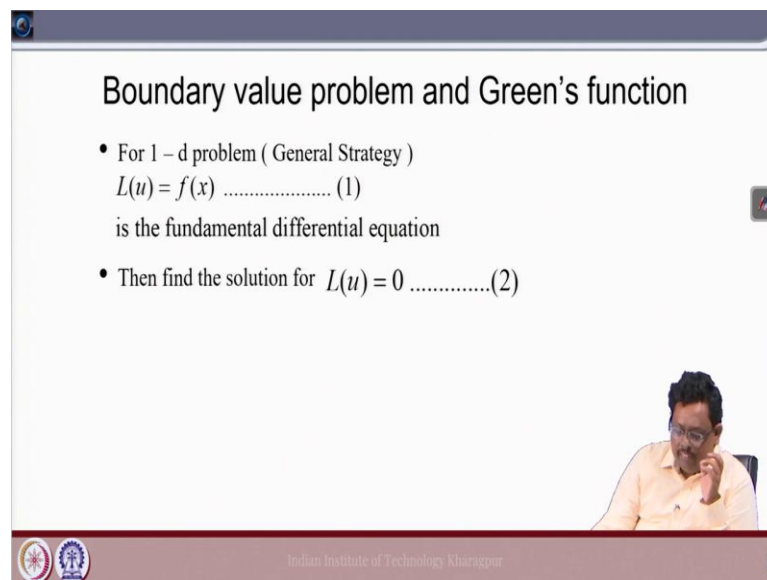 Boundary value problem and Green's function
• For 1 – d problem ( General Strategy )
L(u) = f(x) ..................... (1)
is the fundamental differential equation
• Then find the solution for L(u) = 0 ..............(2)
Indian Institute of Technology Kharagpur